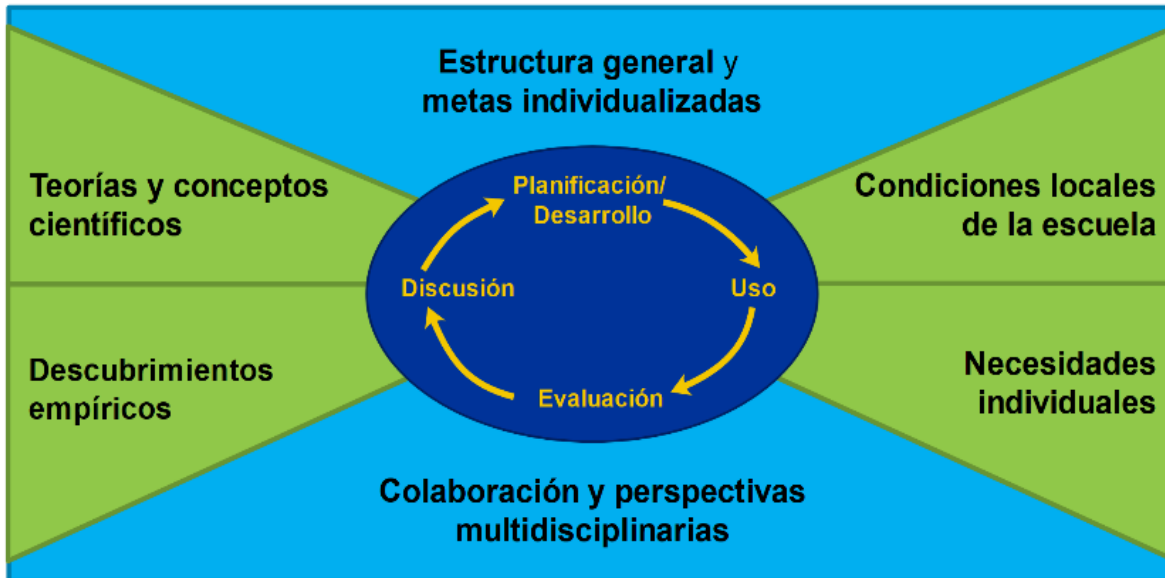 Estructura general y
metas individualizadas
Teorías y conceptos
científicos
Condiciones locales
de la escuela
Planificación/
Desarrollo
Discusión
Uso
Evaluación
Descubrimientos
empíricos
Necesidades
individuales
Colaboración y perspectivas
multidisciplinarias